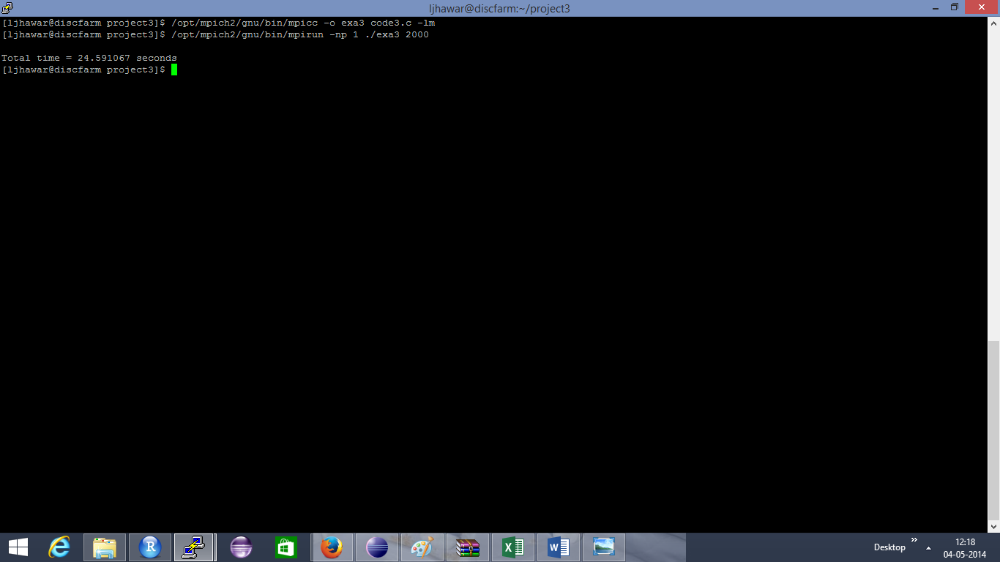 ljhawar@discfarm:~/project3
[ljhawar@discfarm project3]$ /opt/mpich2/gnu/bin/mpicc -o exa3 code3.c -lm
[ljhawar@discfarm project3]$ /opt/mpich2/gnu/bin/mpirun -np 1 ./exa3 2000
Total time = 24.591067 seconds
[ljhawar@discfarm project3]$
Desktop
12:18
04-05-2014